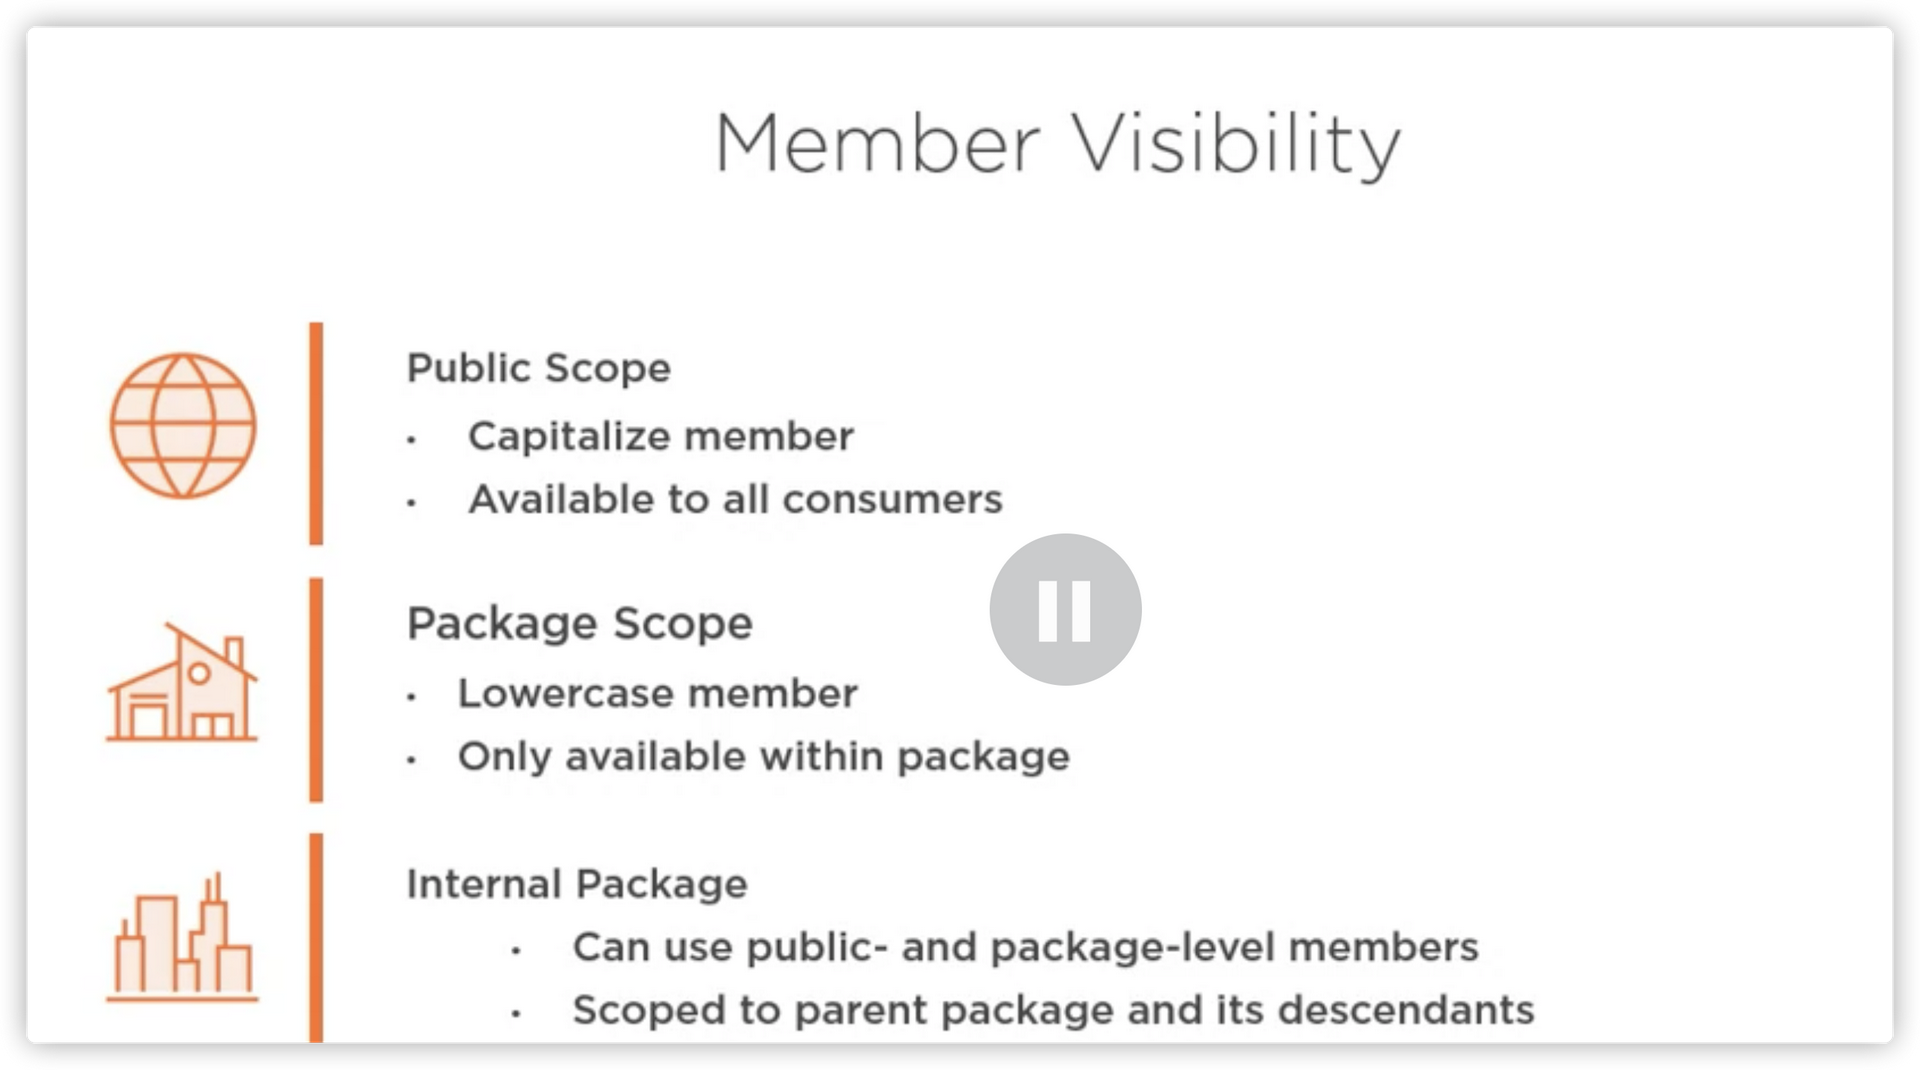 Member Visibility
Public Scope
· Capitalize member
· Available to all consumers
Package Scope
· Lowercase member
· Only available within package
Internal Package
· Can use public- and package-level members
· Scoped to parent package and its descendants